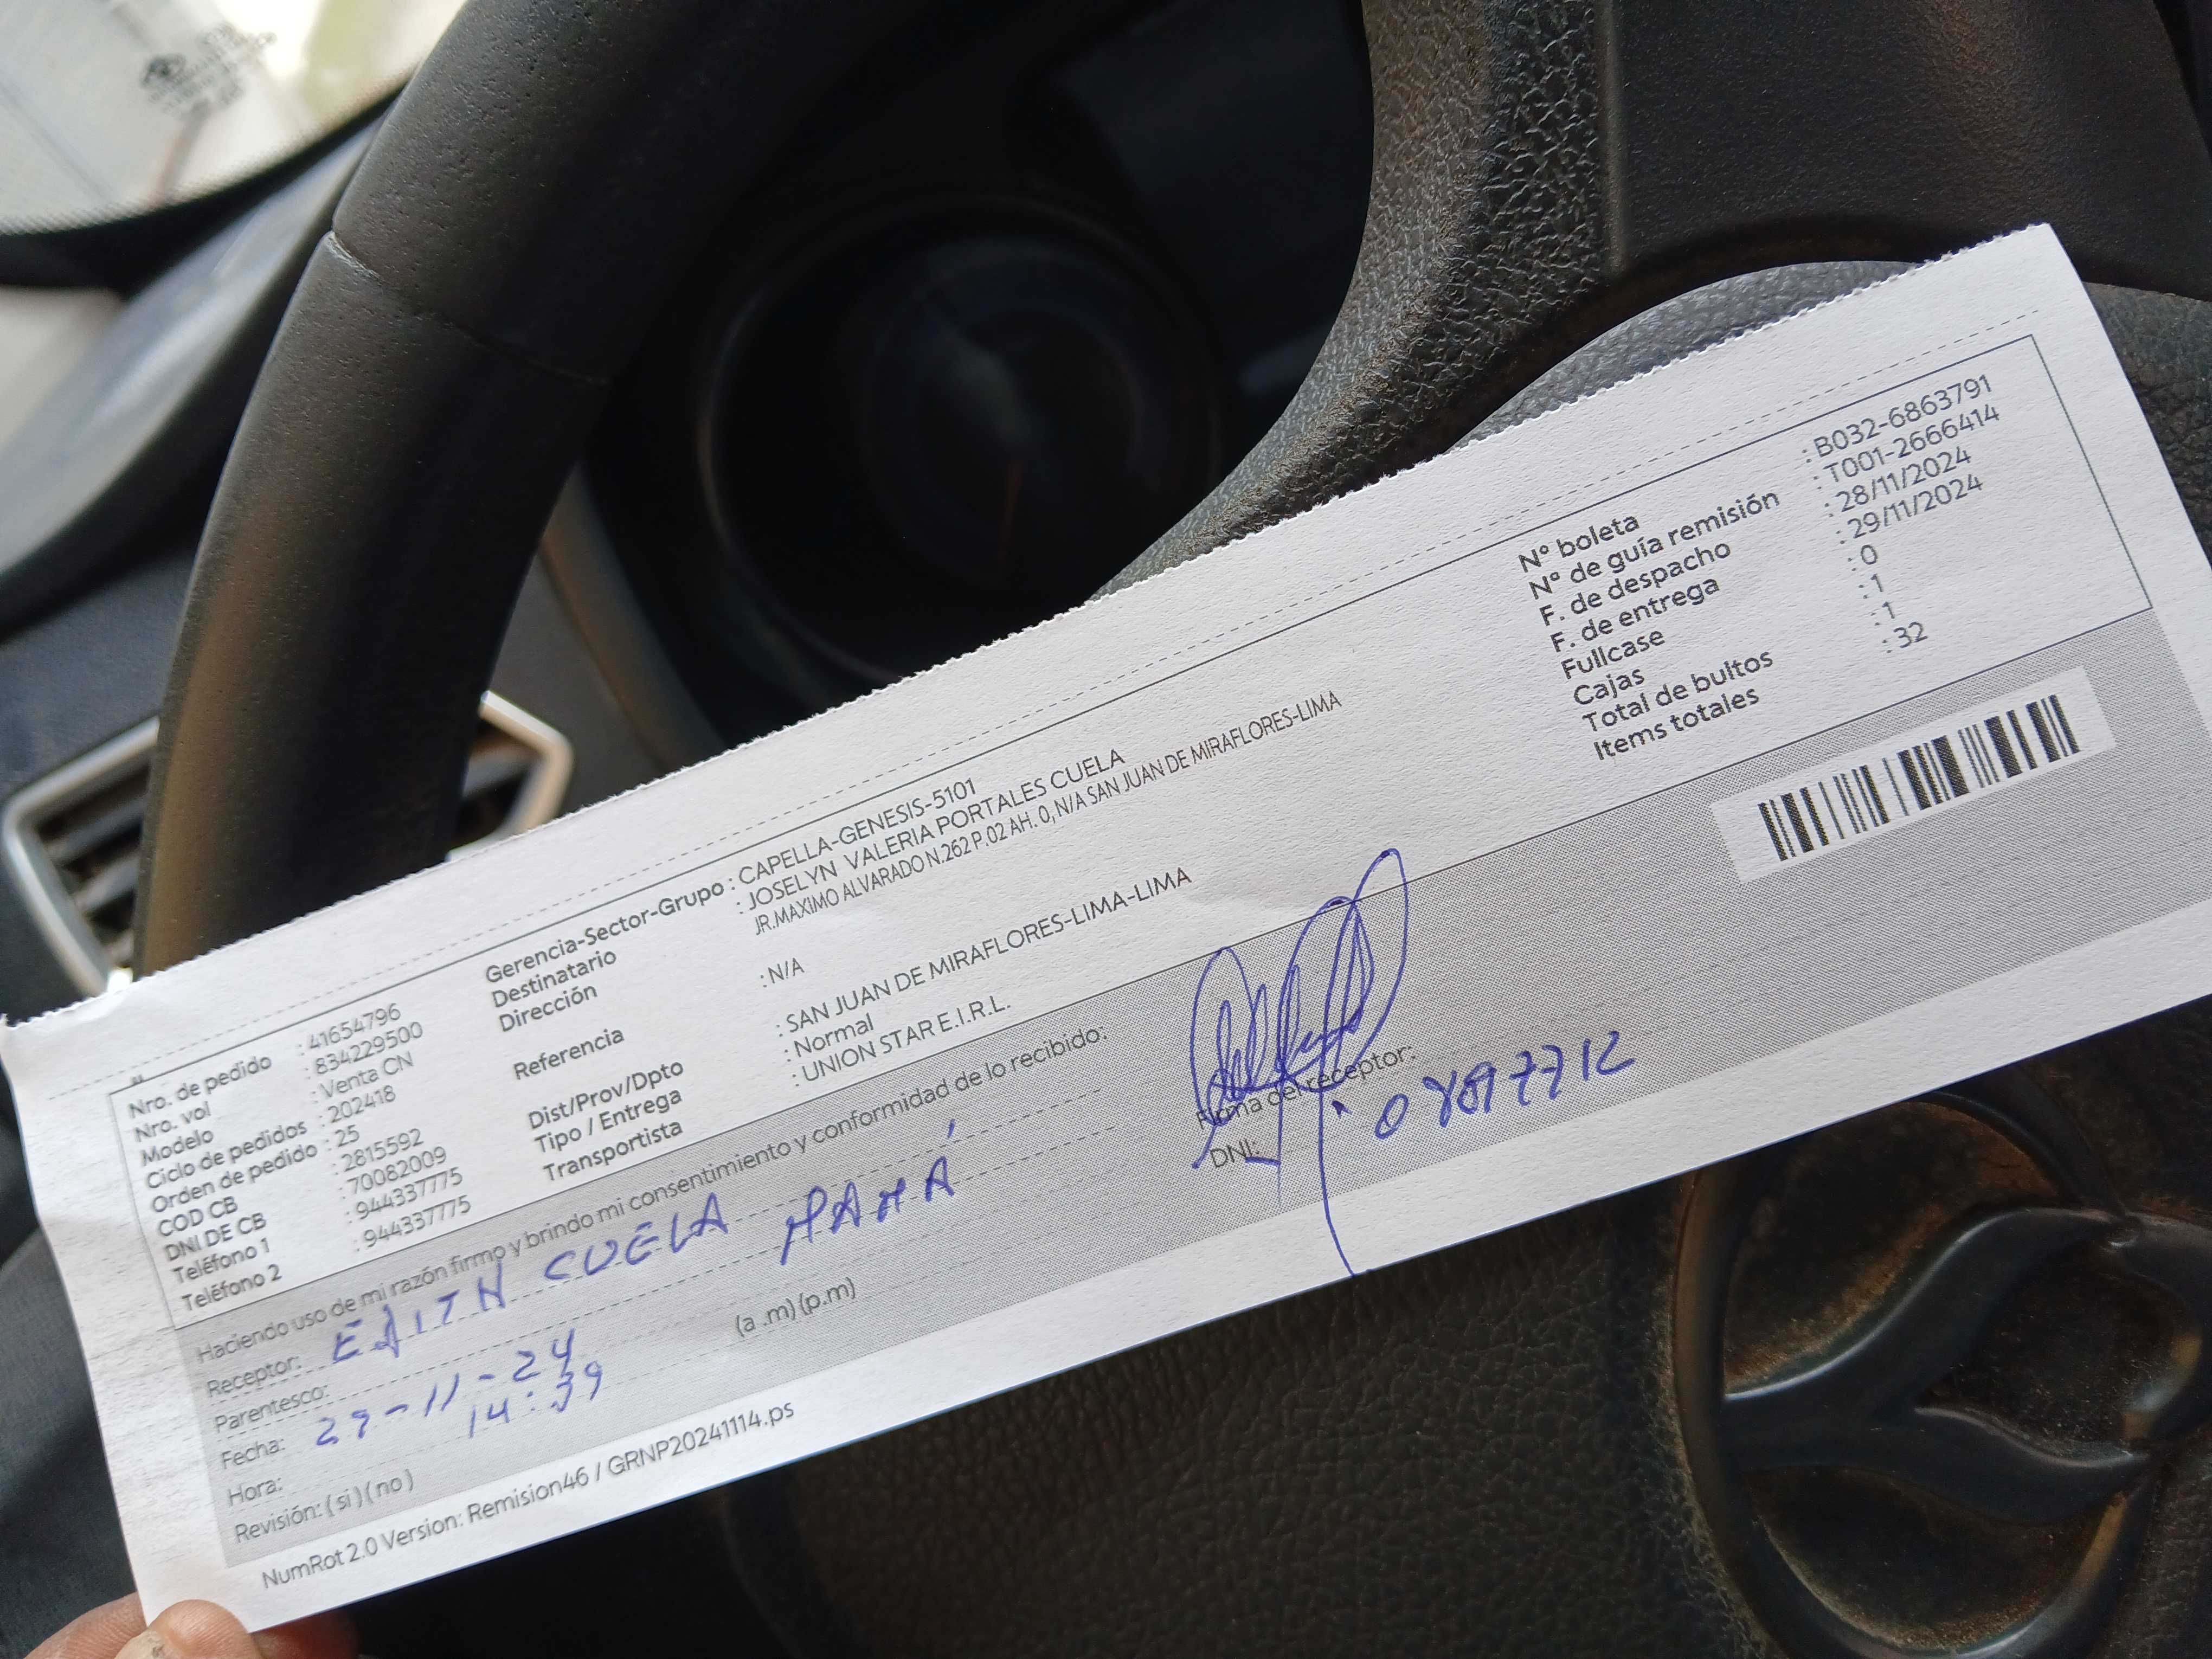 Nro. de pedido : 41654796
Nro. vol : 834229500
Modelo : Venta CN
Ciclo de pedidos : 202418
Orden de pedido : 25
COD CB : 2815592
DNI DE CB : 70082009
Teléfono 1 : 944337775
Teléfono 2 : 944337775
Gerencia-Sector-Grupo : CAPELLA-GENESIS-5101
Destinatario : JOSELYN VALERIA PORTALES CUELA
Dirección JR.MAXIMO ALVARADO N.262 P.02 AH. 0, N/A SAN JUAN DE MIRAFLORES-LIMA
Referencia : N/A
Dist/Prov/Dpto : SAN JUAN DE MIRAFLORES-LIMA-LIMA
Tipo / Entrega : Normal
Transportista : UNION STAR E.I.R.L.
N° boleta : B032-6863791
N° de guía remisión : T001-2666414
F. de despacho : 28/11/2024
F. de entrega : 29/11/2024
Fullcase : 0
Cajas : 1
Total de bultos : 1
Items totales : 32
Haciendo uso de mi razón firmo y brindo mi consentimiento y conformidad de lo recibido:
Receptor: EDITH CUELA MAMÁ
Parentesco:
Fecha: 29-11-24
Hora: 14:39 (a .m) (p.m)
Revisión: ( si ) ( no )
Firma del receptor:
DNI:
NumRot 2.0 Version: Remision46 / GRNP20241114.ps